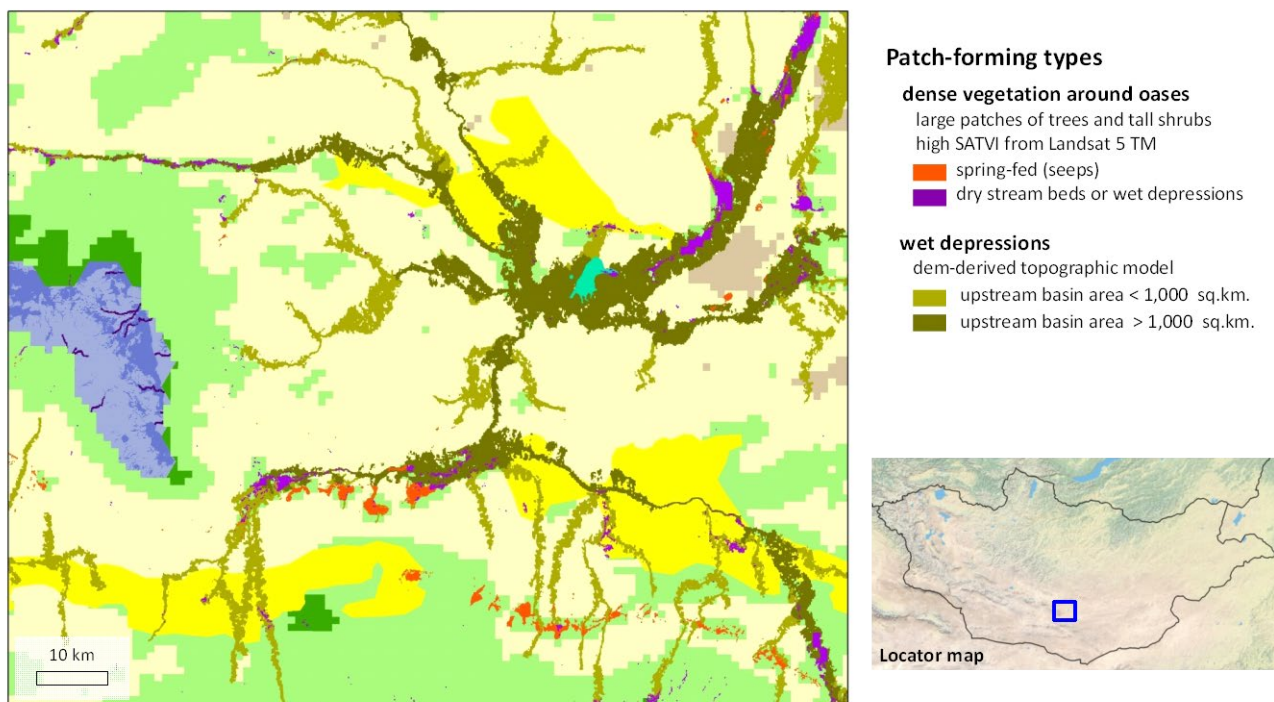 Patch-forming types
dense vegetation around oases
large patches of trees and tall shrubs
high SATVI from Landsat 5 TM
spring-fed (seeps)
dry stream beds or wet depressions
wet depressions
dem-derived topographic model
upstream basin area < 1,000 sq.km.
upstream basin area > 1,000 sq.km.
10 km
Locator map